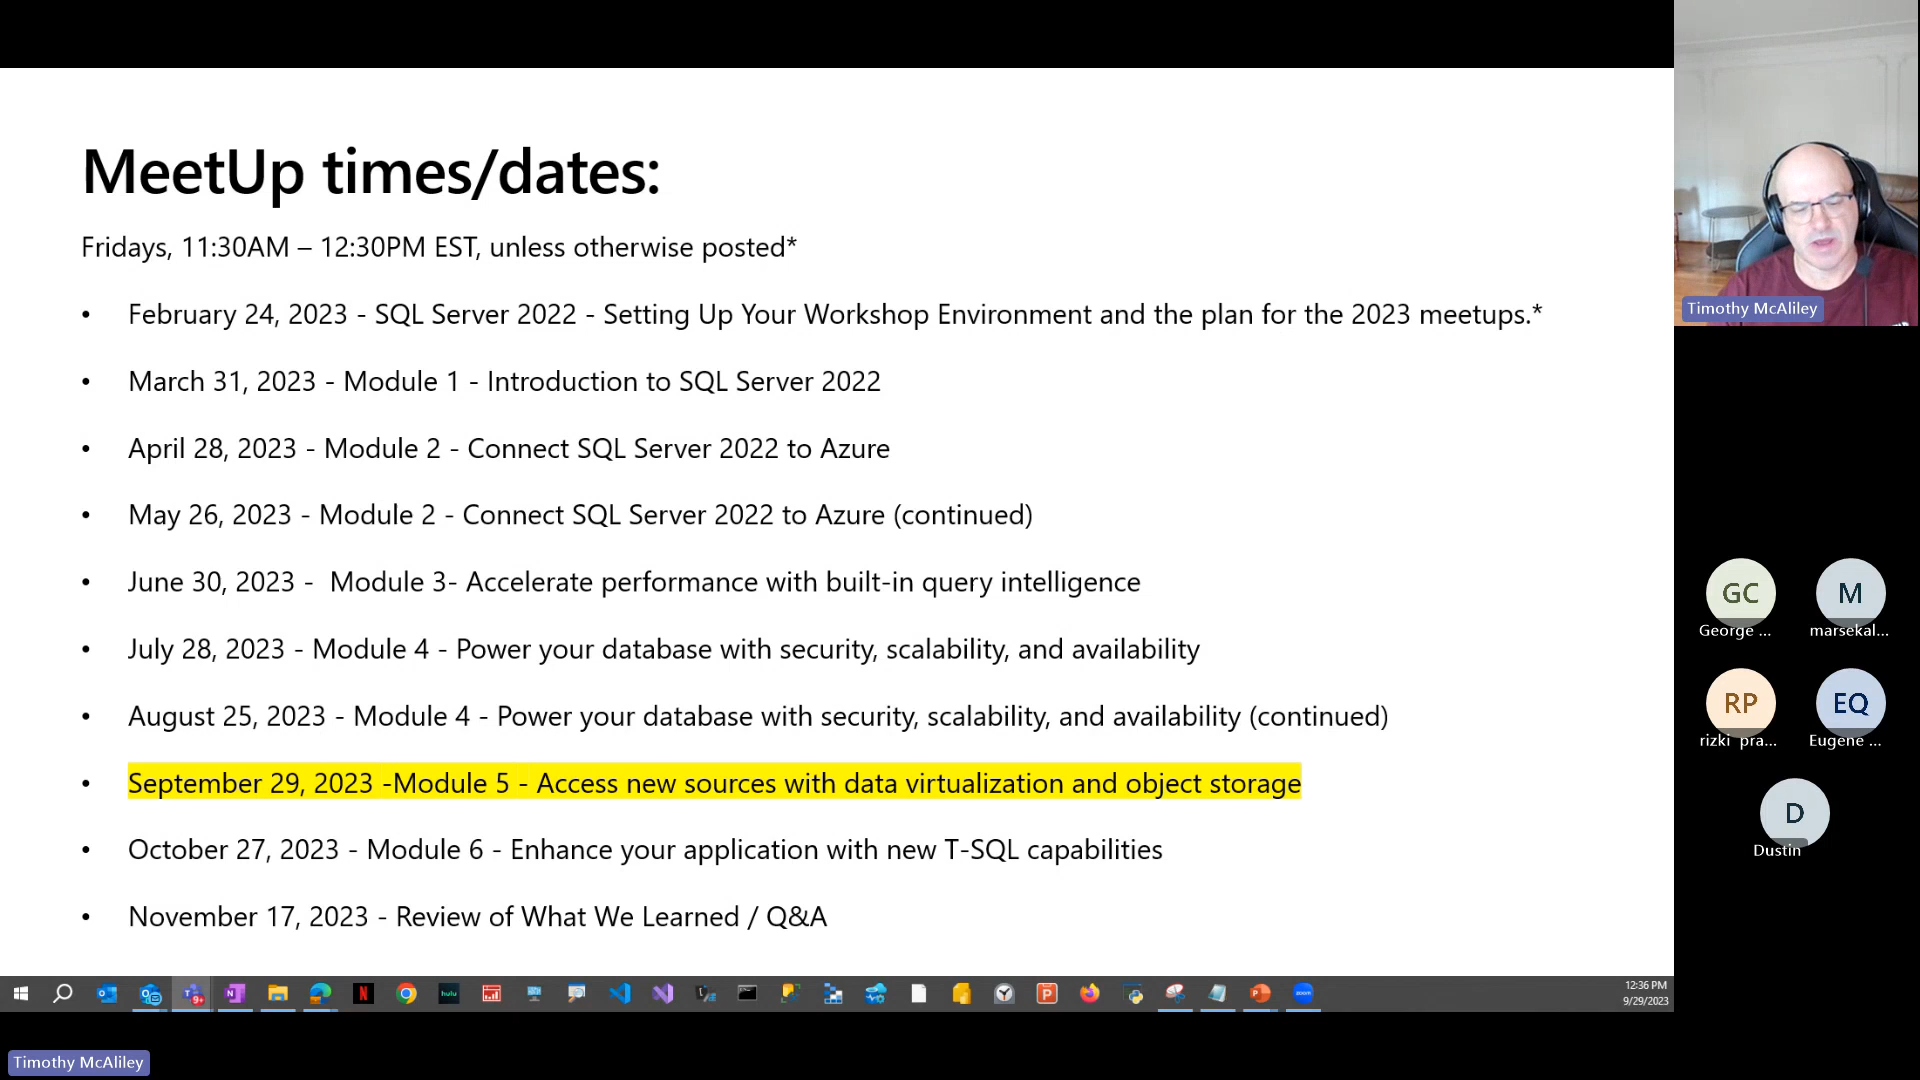 MeetUp times/dates:
Fridays, 11:30AM – 12:30PM EST, unless otherwise posted*
• February 24, 2023 - SQL Server 2022 - Setting Up Your Workshop Environment and the plan for the 2023 meetups.*
• March 31, 2023 - Module 1 - Introduction to SQL Server 2022
• April 28, 2023 - Module 2 - Connect SQL Server 2022 to Azure
• May 26, 2023 - Module 2 - Connect SQL Server 2022 to Azure (continued)
• June 30, 2023 -  Module 3- Accelerate performance with built-in query intelligence
• July 28, 2023 - Module 4 - Power your database with security, scalability, and availability
• August 25, 2023 - Module 4 - Power your database with security, scalability, and availability (continued)
• September 29, 2023 -Module 5 - Access new sources with data virtualization and object storage
• October 27, 2023 - Module 6 - Enhance your application with new T-SQL capabilities
• November 17, 2023 - Review of What We Learned / Q&A
hulu
12:36 PM
9/29/2023
Timothy McAliley
Timothy McAliley
GC
George ...
M
marsekal...
RP
rizki pra...
EQ
Eugene ...
D
Dustin